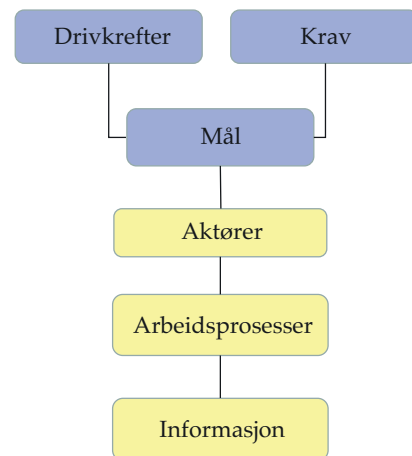 Drivkrefter
Krav
Mål
Aktører
Arbeidsprosesser
Informasjon